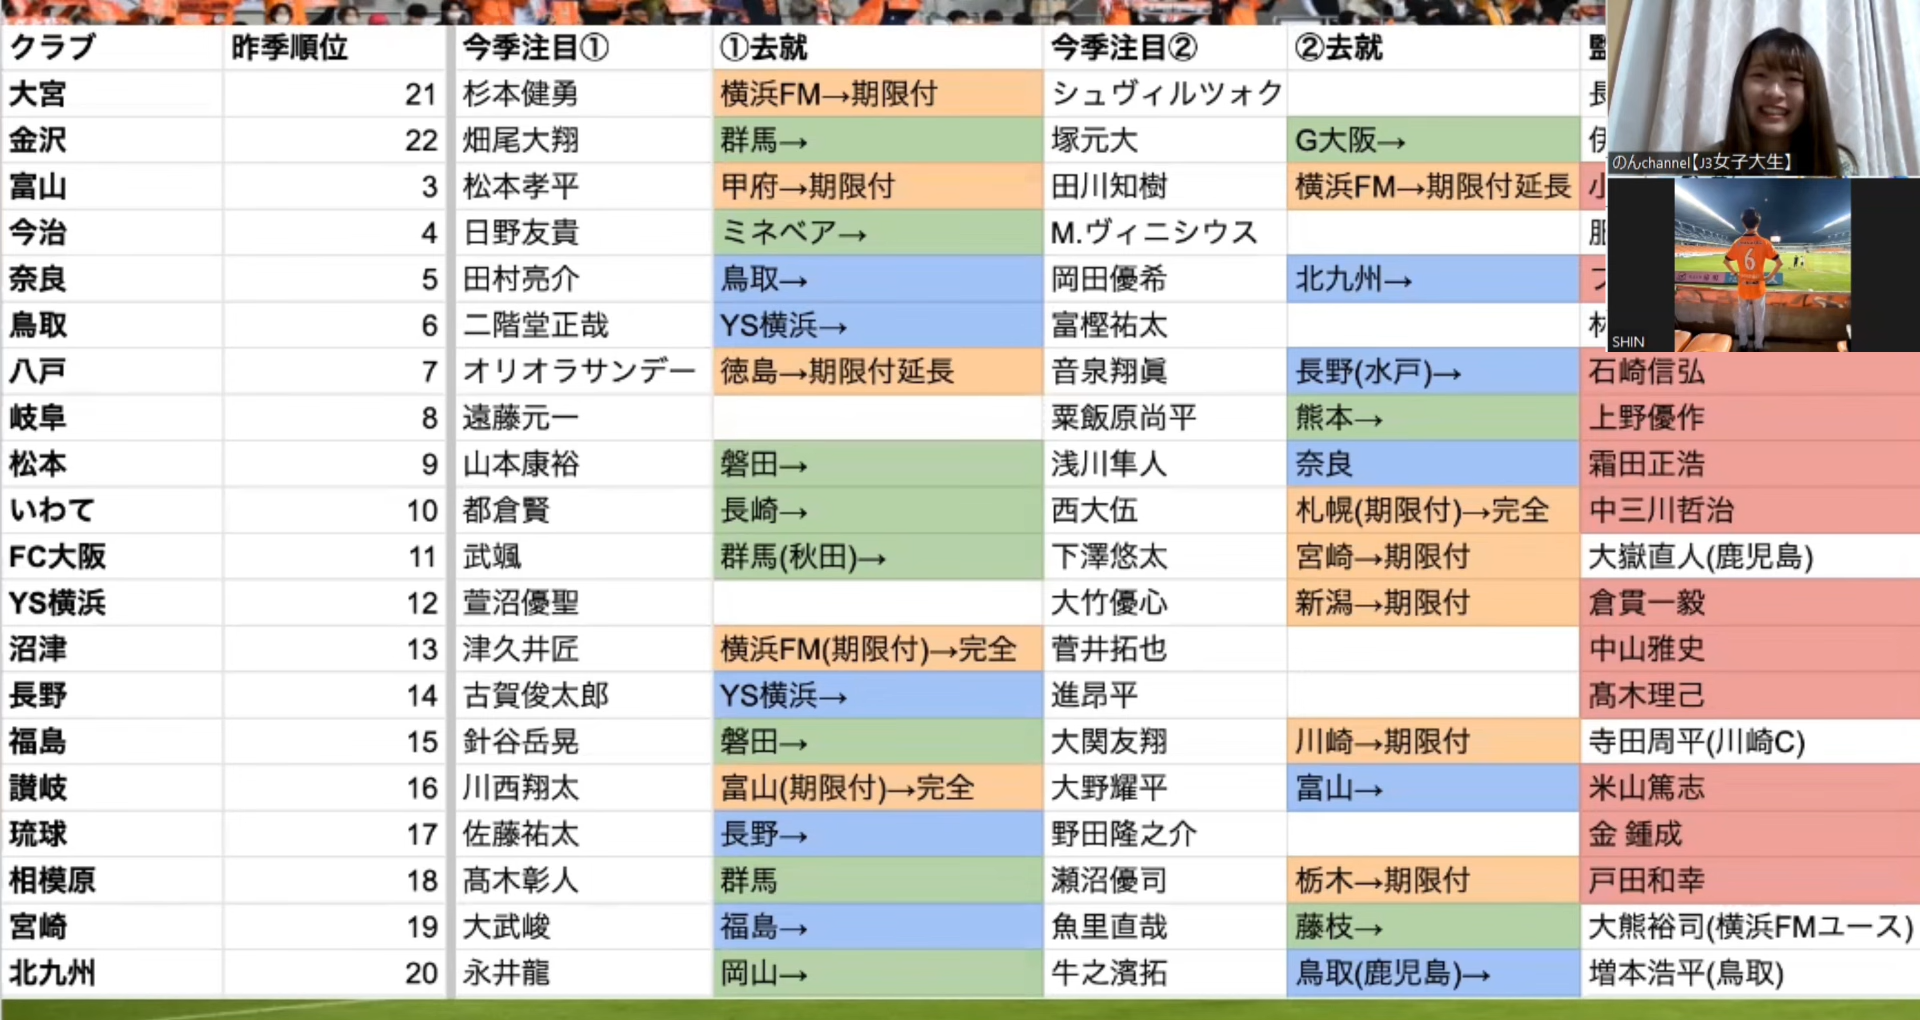 クラブ 昨季順位 今季注目① ①去就 今季注目② ②去就
大宮 21 杉本健勇 横浜FM→期限付 シュヴィルツォク 長
金沢 22 畑尾大翔 群馬→ 塚元大 G大阪→ 伊
富山 3 松本孝平 甲府→期限付 田川知樹 横浜FM→期限付延長 小
今治 4 日野友貴 ミネベア→ M.ヴィニシウス 服
奈良 5 田村亮介 鳥取→ 岡田優希 北九州→ フ
鳥取 6 二階堂正哉 YS横浜→ 富樫祐太 林
八戸 7 オリオラサンデー 徳島→期限付延長 音泉翔眞 長野(水戸)→ 石崎信弘
岐阜 8 遠藤元一 粟飯原尚平 熊本→ 上野優作
松本 9 山本康裕 磐田→ 浅川隼人 奈良 霜田正浩
いわて 10 都倉賢 長崎→ 西大伍 札幌(期限付)→完全 中三川哲治
FC大阪 11 武颯 群馬(秋田)→ 下澤悠太 宮崎→期限付 大嶽直人(鹿児島)
YS横浜 12 萱沼優聖 大竹優心 新潟→期限付 倉貫一毅
沼津 13 津久井匠 横浜FM(期限付)→完全 菅井拓也 中山雅史
長野 14 古賀俊太郎 YS横浜→ 進昂平 髙木理己
福島 15 針谷岳晃 磐田→ 大関友翔 川崎→期限付 寺田周平(川崎C)
讃岐 16 川西翔太 富山(期限付)→完全 大野耀平 富山→ 米山篤志
琉球 17 佐藤祐太 長野→ 野田隆之介 金 鍾成
相模原 18 髙木彰人 群馬 瀬沼優司 栃木→期限付 戸田和幸
宮崎 19 大武峻 福島→ 魚里直哉 藤枝→ 大熊裕司(横浜FMユース)
北九州 20 永井龍 岡山→ 牛之濱拓 鳥取(鹿児島)→ 増本浩平(鳥取)
のんchannel【J3女子大生】
6
SHIN